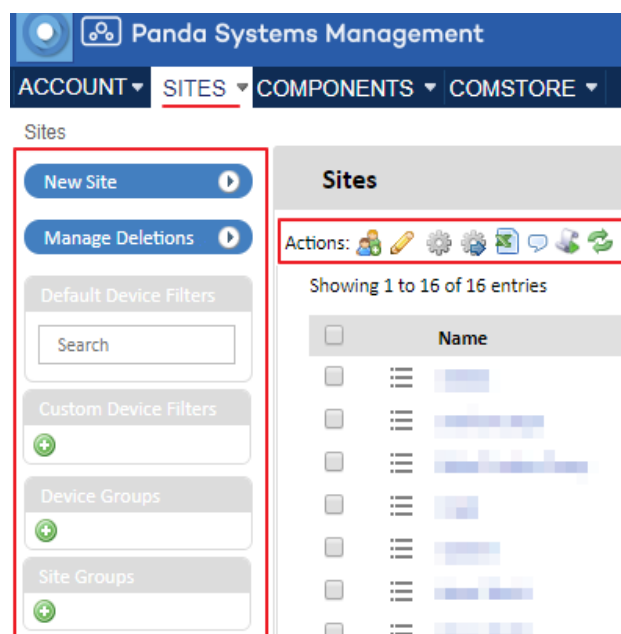 Panda Systems Management
ACCOUNT SITES COMPONENTS COMSTORE
Sites
New Site
Manage Deletions
Default Device Filters
Search
Custom Device Filters
Device Groups
Site Groups
Sites
Actions:
Showing 1 to 16 of 16 entries
Name